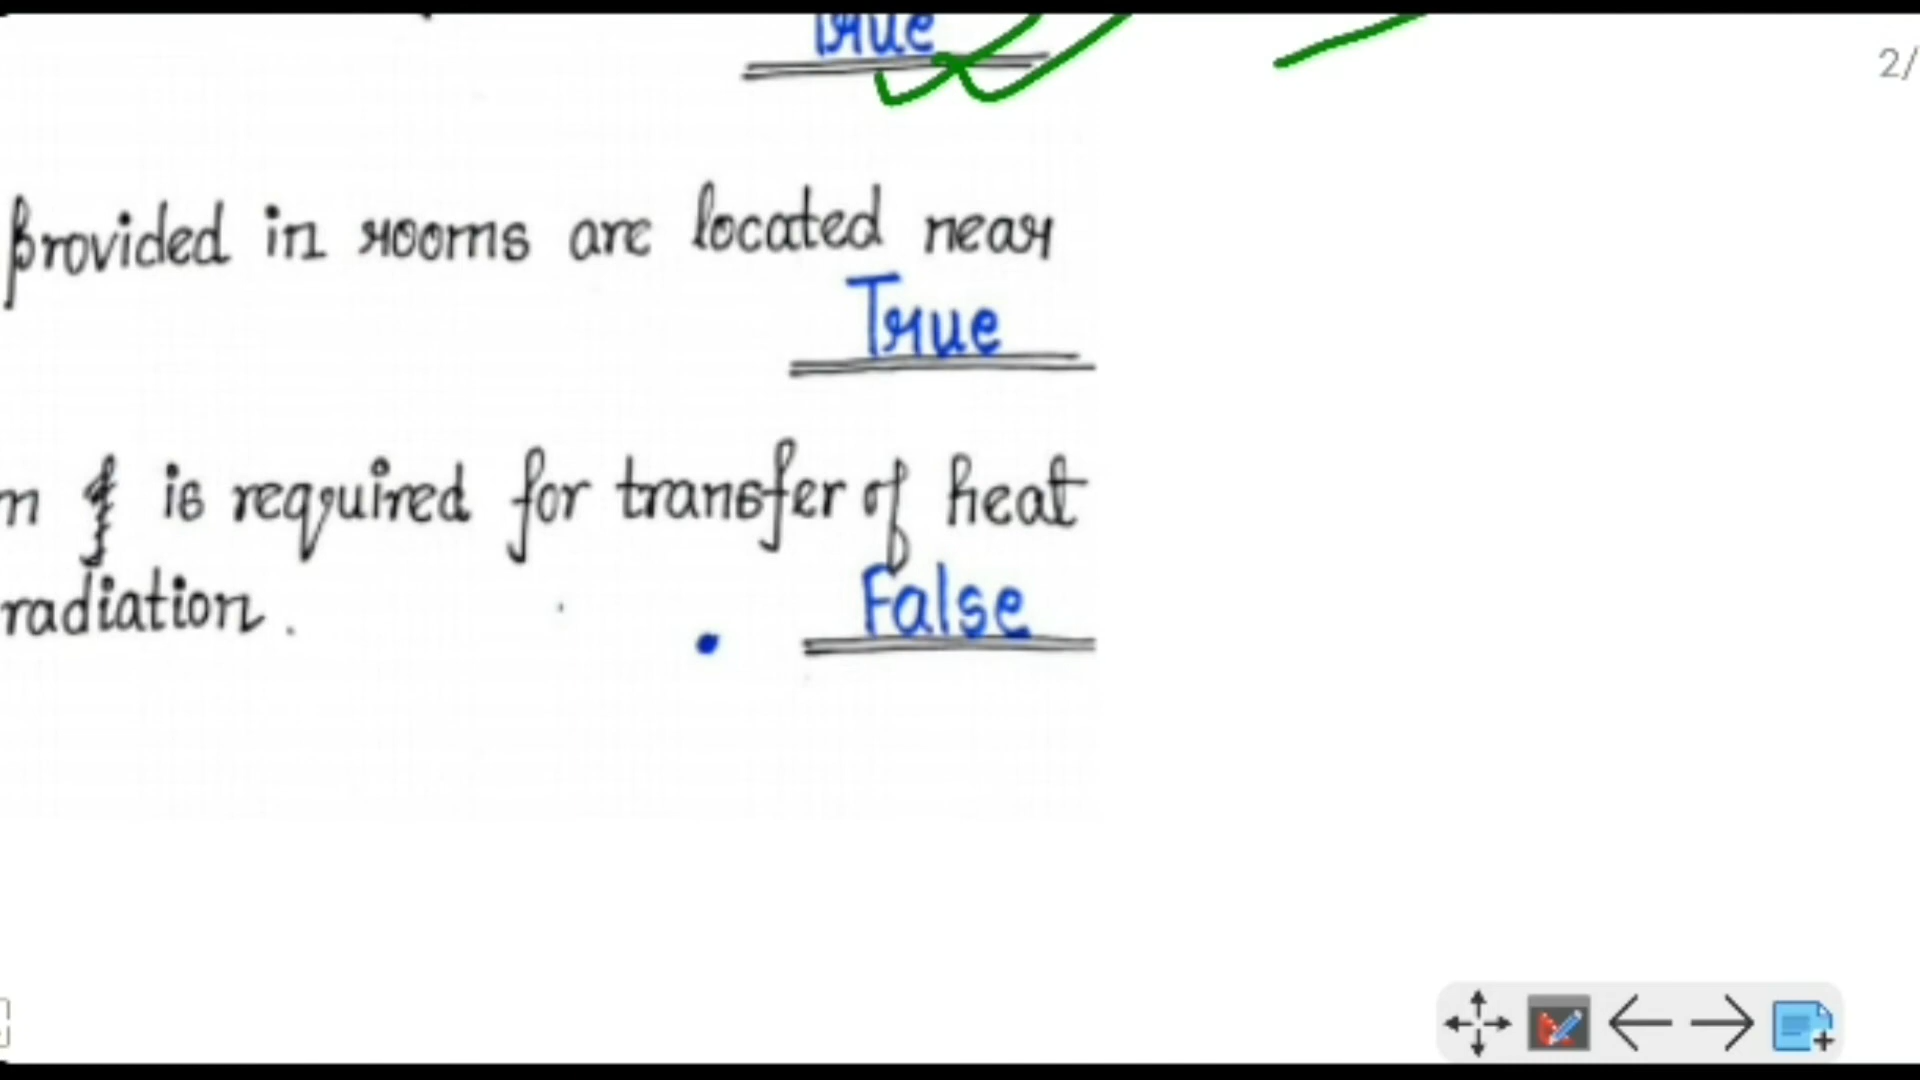 True
2/
provided in rooms are located near
True
is required for transfer of heat
radiation.
False